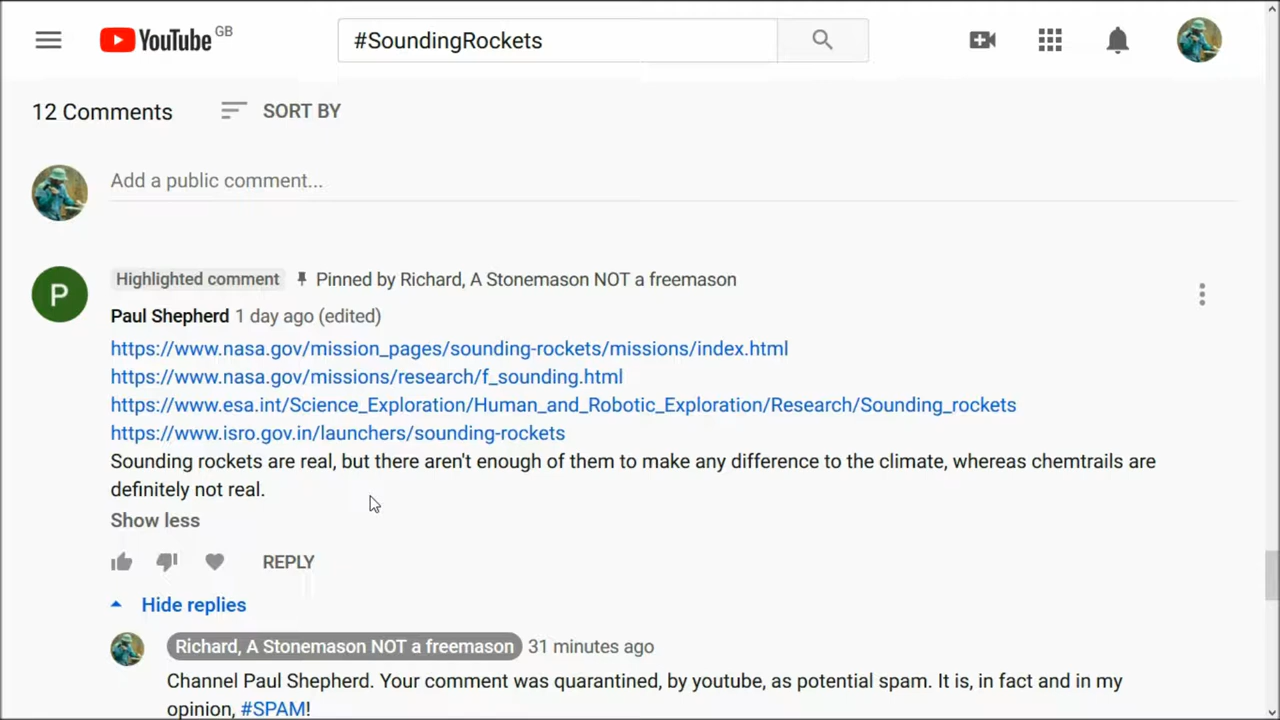 YouTube GB
#SoundingRockets
12 Comments SORT BY
Add a public comment...
P
Highlighted comment Pinned by Richard, A Stonemason NOT a freemason
Paul Shepherd 1 day ago (edited)
https://www.nasa.gov/mission_pages/sounding-rockets/missions/index.html
https://www.nasa.gov/missions/research/f_sounding.html
https://www.esa.int/Science_Exploration/Human_and_Robotic_Exploration/Research/Sounding_rockets
https://www.isro.gov.in/launchers/sounding-rockets
Sounding rockets are real, but there aren't enough of them to make any difference to the climate, whereas chemtrails are
definitely not real.
Show less
REPLY
Hide replies
Richard, A Stonemason NOT a freemason 31 minutes ago
Channel Paul Shepherd. Your comment was quarantined, by youtube, as potential spam. It is, in fact and in my
opinion, #SPAM!